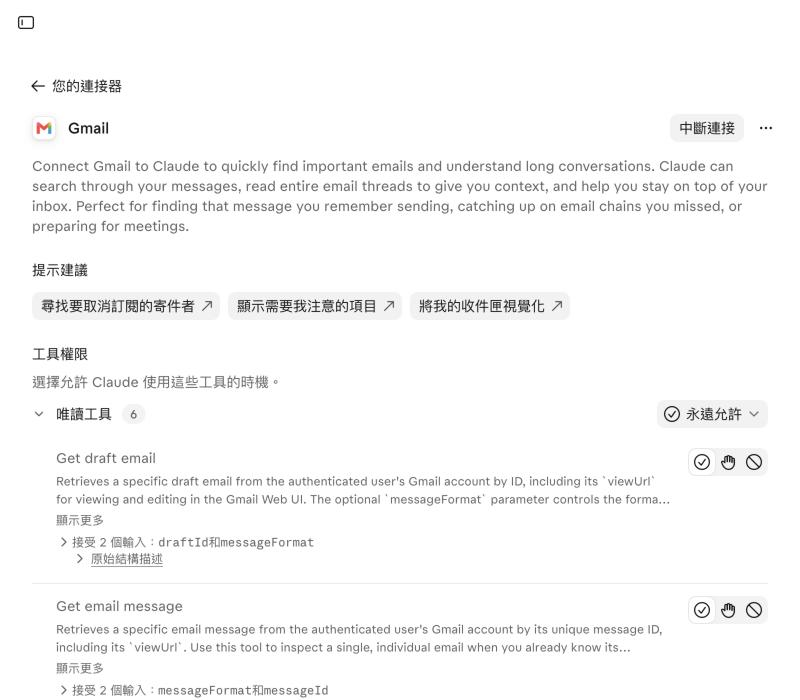 您的連接器
Gmail
中斷連接
Connect Gmail to Claude to quickly find important emails and understand long conversations. Claude can
search through your messages, read entire email threads to give you context, and help you stay on top of your
inbox. Perfect for finding that message you remember sending, catching up on email chains you missed, or
preparing for meetings.
提示建議
尋找要取消訂閱的寄件者
顯示需要我注意的項目
將我的收件匣視覺化
工具權限
選擇允許 Claude 使用這些工具的時機。
唯讀工具 6
永遠允許
Get draft email
Retrieves a specific draft email from the authenticated user's Gmail account by ID, including its `viewUrl`
for viewing and editing in the Gmail Web UI. The optional `messageFormat` parameter controls the forma...
顯示更多
接受 2 個輸入：draftId和messageFormat
原始結構描述
Get email message
Retrieves a specific email message from the authenticated user's Gmail account by its unique message ID,
including its `viewUrl`. Use this tool to inspect a single, individual email when you already know its...
顯示更多
接受 2 個輸入：messageFormat和messageId